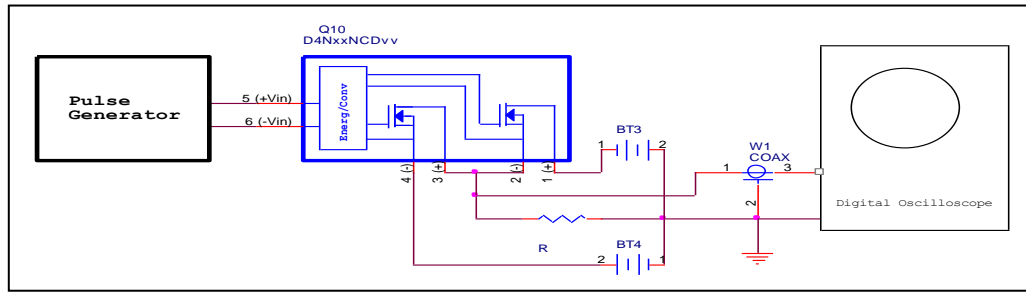 Q10
D4NxxNCDvv
Pulse
Generator
5 (+Vin)
6 (-Vin)
Energ/Conv
4 (-)
3 (+)
2 (-)
1 (+)
BT3
1
2
W1
COAX
1
3
2
Digital Oscilloscope
R
BT4
2
1